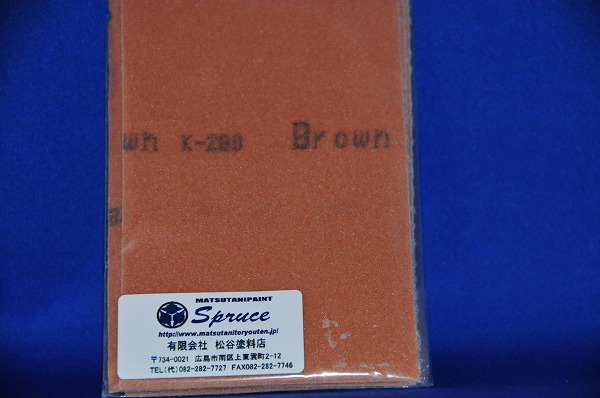 wn K-280 Brown
MATSUTANIPAINT
Spruce
http://www.matsutanitoryouten.jp/
有限会社 松谷塗料店
〒734-0021 広島市南区上東雲町2-12
TEL(代)082-282-7727 FAX082-282-7746